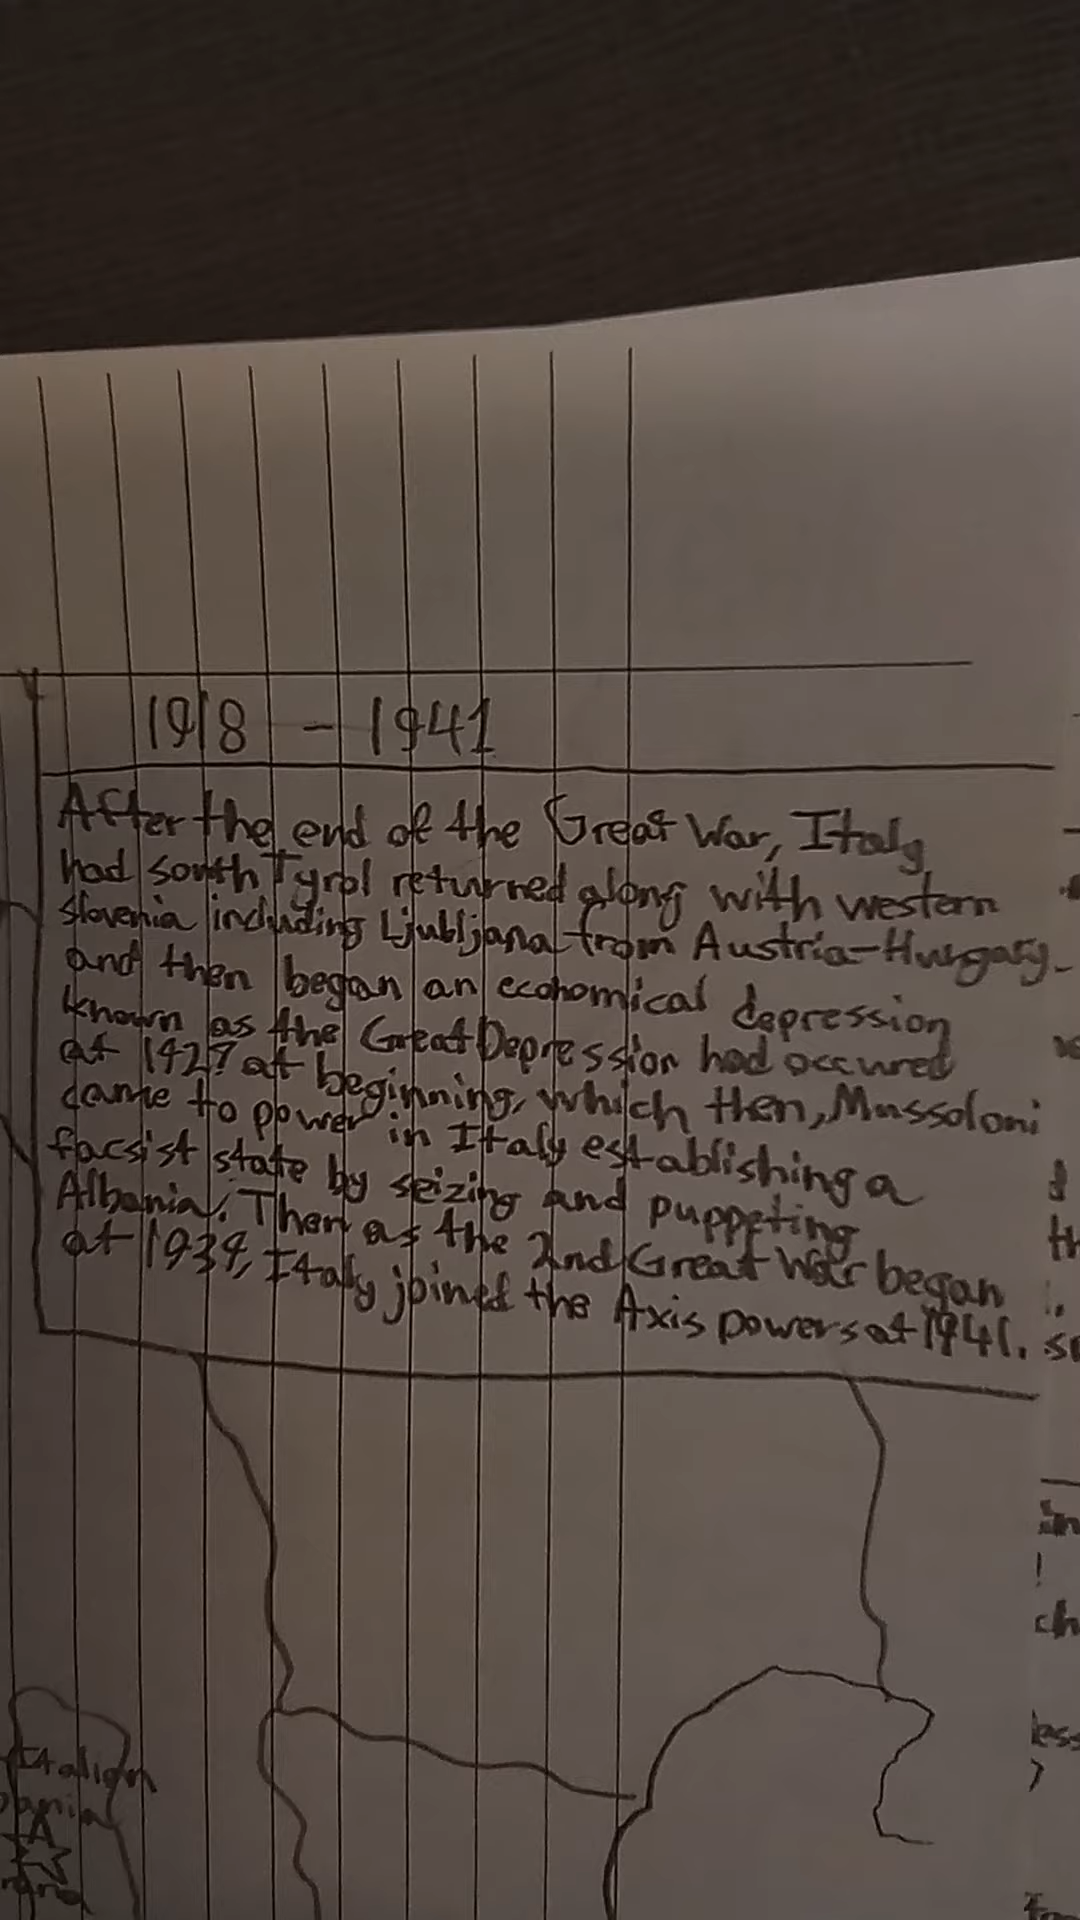 1918 - 1941
After the end of the Great War, Italy
had south Tyrol returned along with western
slovenia including Ljubljana from Austria-Hungary.
and then began an economical depression
known as the Great Depression had occured
at 192? at beginning, which then, Mussoloni
came to power in Italy establishing a
facsist state by seizing and puppeting
Albania. Then as the 2nd Great War began
at 1939, Italy joined the Axis powers at 1941.
Italian